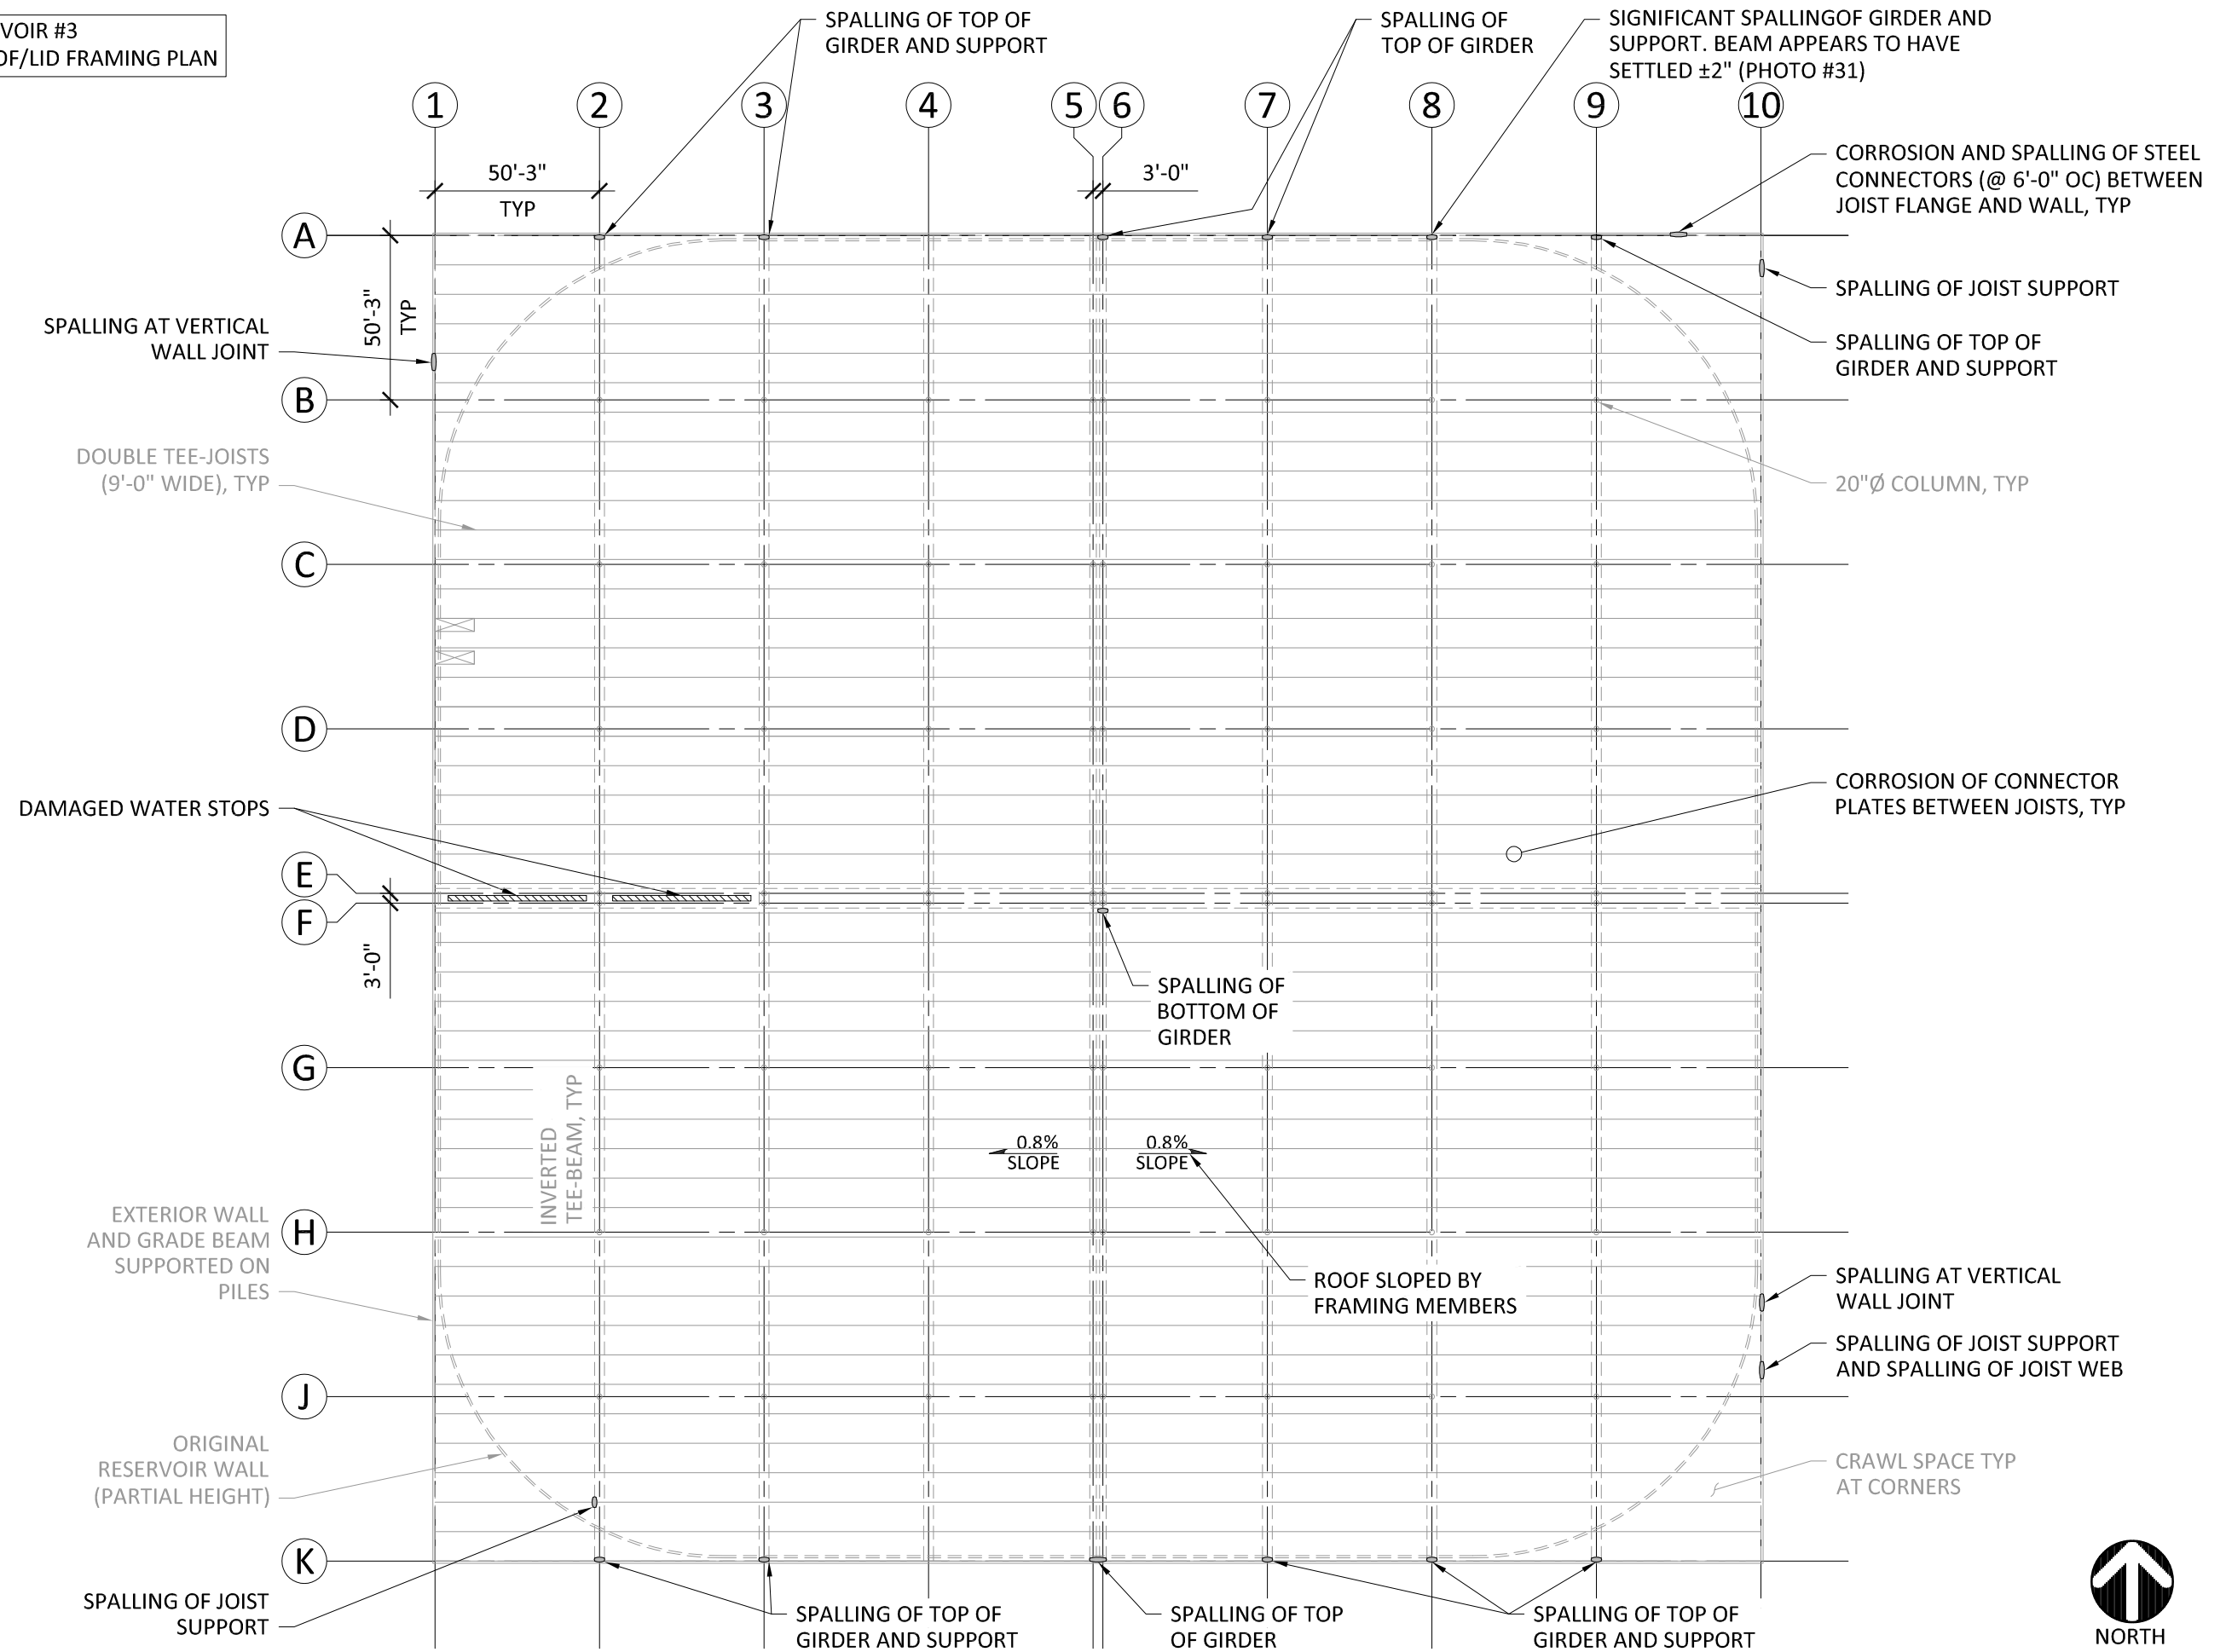 VOIR #3
OF/LID FRAMING PLAN
SPALLING OF TOP OF
GIRDER AND SUPPORT
SPALLING OF
TOP OF GIRDER
SIGNIFICANT SPALLINGOF GIRDER AND
SUPPORT. BEAM APPEARS TO HAVE
SETTLED ±2" (PHOTO #31)
1
2
3
4
5
6
7
8
9
10
50'-3"
TYP
3'-0"
CORROSION AND SPALLING OF STEEL
CONNECTORS (@ 6'-0" OC) BETWEEN
JOIST FLANGE AND WALL, TYP
A
50'-3"
TYP
SPALLING OF JOIST SUPPORT
SPALLING AT VERTICAL
WALL JOINT
SPALLING OF TOP OF
GIRDER AND SUPPORT
B
DOUBLE TEE-JOISTS
(9'-0" WIDE), TYP
20"Ø COLUMN, TYP
C
D
DAMAGED WATER STOPS
CORROSION OF CONNECTOR
PLATES BETWEEN JOISTS, TYP
E
F
3'-0"
SPALLING OF
BOTTOM OF
GIRDER
G
INVERTED
TEE-BEAM, TYP
0.8%
SLOPE
0.8%
SLOPE
EXTERIOR WALL
AND GRADE BEAM
SUPPORTED ON
PILES
H
ROOF SLOPED BY
FRAMING MEMBERS
SPALLING AT VERTICAL
WALL JOINT
SPALLING OF JOIST SUPPORT
AND SPALLING OF JOIST WEB
J
ORIGINAL
RESERVOIR WALL
(PARTIAL HEIGHT)
CRAWL SPACE TYP
AT CORNERS
K
SPALLING OF JOIST
SUPPORT
SPALLING OF TOP OF
GIRDER AND SUPPORT
SPALLING OF TOP
OF GIRDER
SPALLING OF TOP OF
GIRDER AND SUPPORT
NORTH